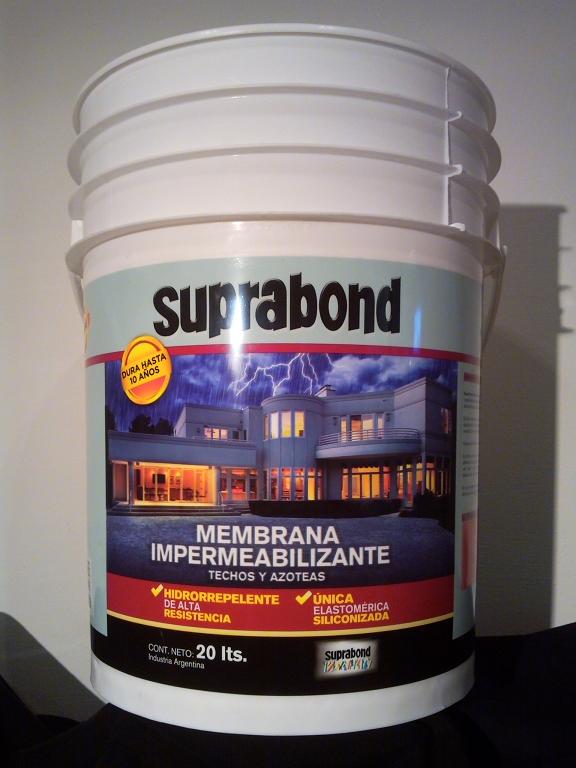 suprabond
DURA HASTA
10 AÑOS
MEMBRANA
IMPERMEABILIZANTE
TECHOS Y AZOTEAS
HIDRORREPELENTE
DE ALTA
RESISTENCIA
ÚNICA
ELASTOMÉRICA
SILICONIZADA
CONT. NETO: 20 lts.
Industria Argentina
suprabond